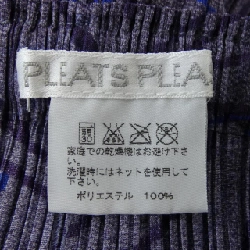 PLEATS PLEA
家庭での乾燥機はお避け下さ
い。
洗濯時にはネットを使用して
下さい。
ポリエステル 100%